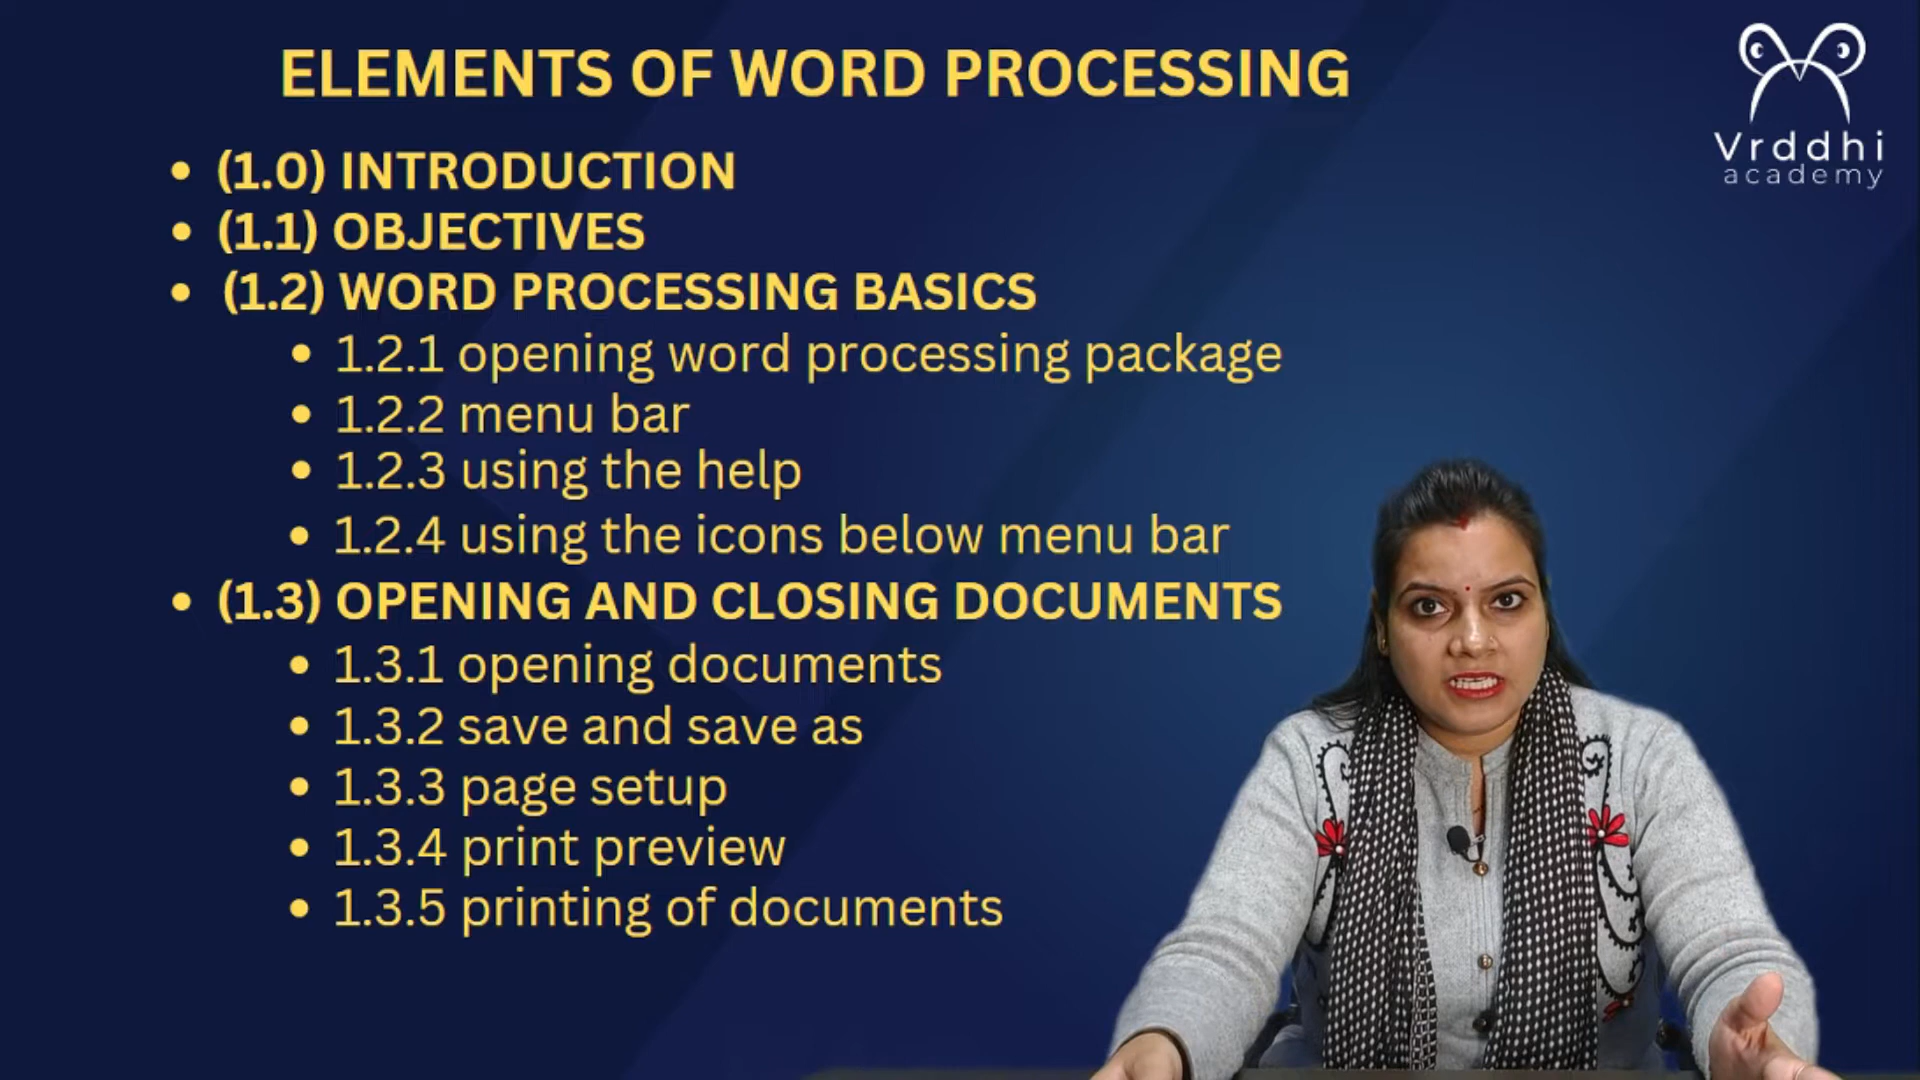 ELEMENTS OF WORD PROCESSING
Vrddhi
academy
• (1.0) INTRODUCTION
• (1.1) OBJECTIVES
• (1.2) WORD PROCESSING BASICS
• 1.2.1 opening word processing package
• 1.2.2 menu bar
• 1.2.3 using the help
• 1.2.4 using the icons below menu bar
• (1.3) OPENING AND CLOSING DOCUMENTS
• 1.3.1 opening documents
• 1.3.2 save and save as
• 1.3.3 page setup
• 1.3.4 print preview
• 1.3.5 printing of documents